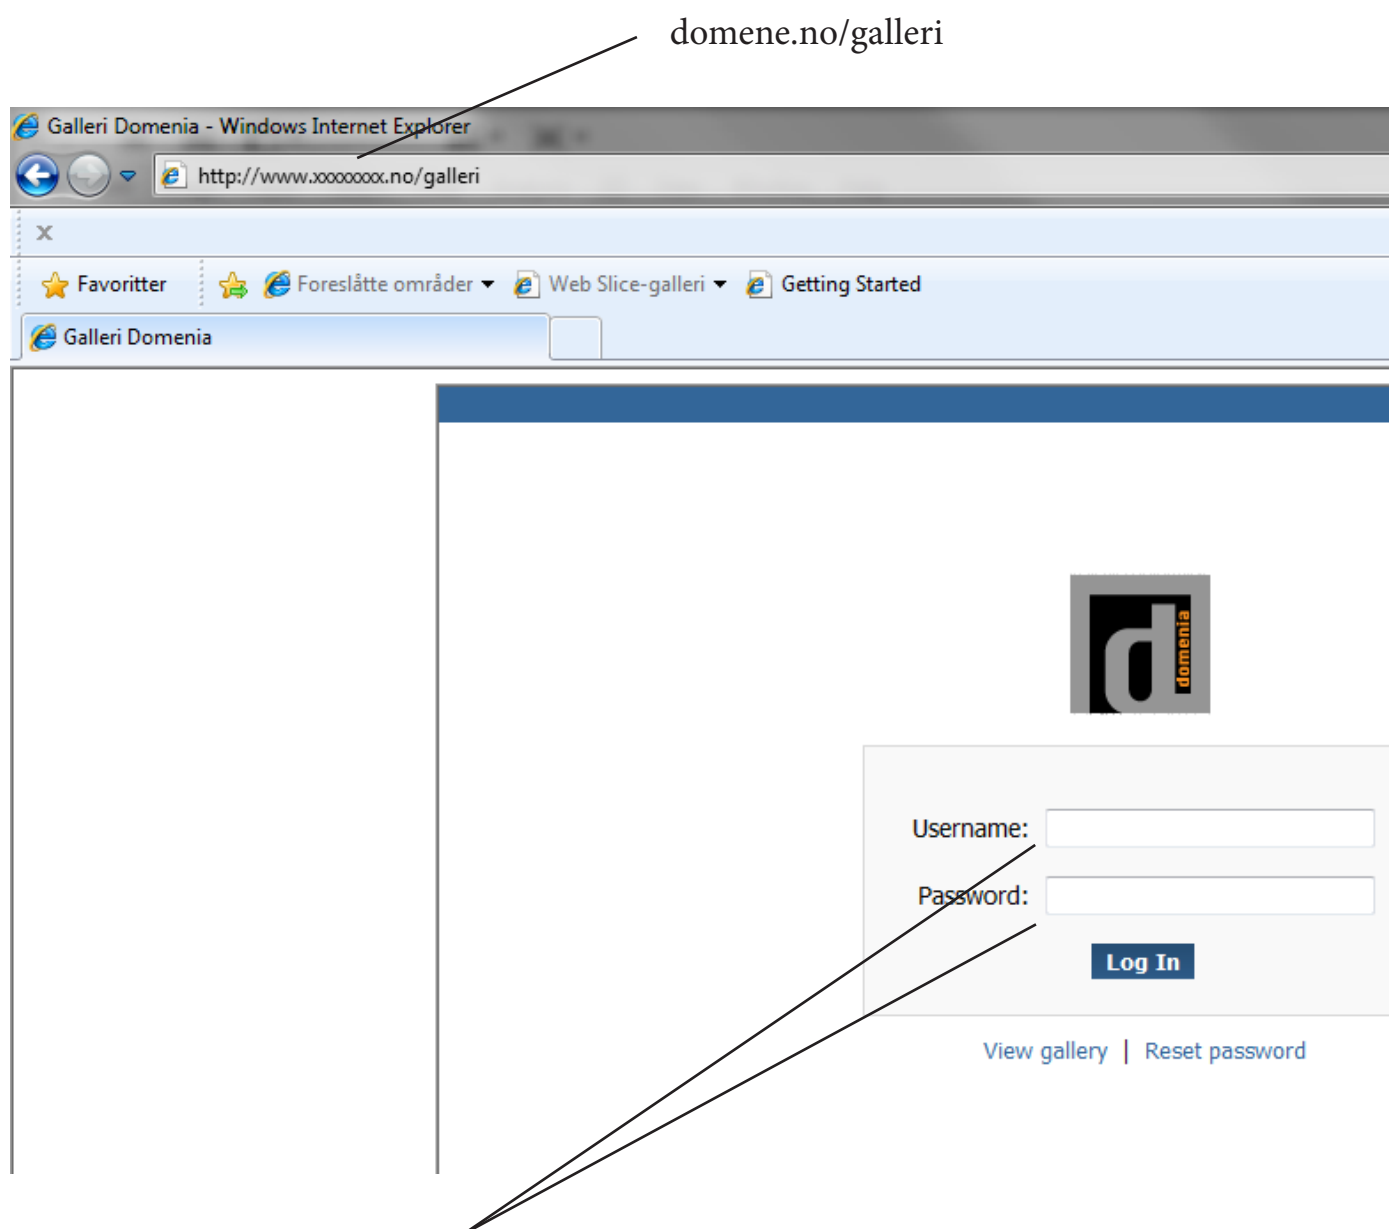 domene.no/galleri
Galleri Domenia - Windows Internet Explorer
http://www.xxxxxxxx.no/galleri
x
Favoritter Foreslåtte områder Web Slice-galleri Getting Started
Galleri Domenia
d domenia
Username:
Password:
Log In
View gallery | Reset password